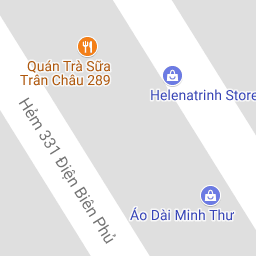 Quán Trà Sữa
Trân Châu 289
Helenatrinh Store
Hẻm 331 Điện Biên Phủ
Áo Dài Minh Thư